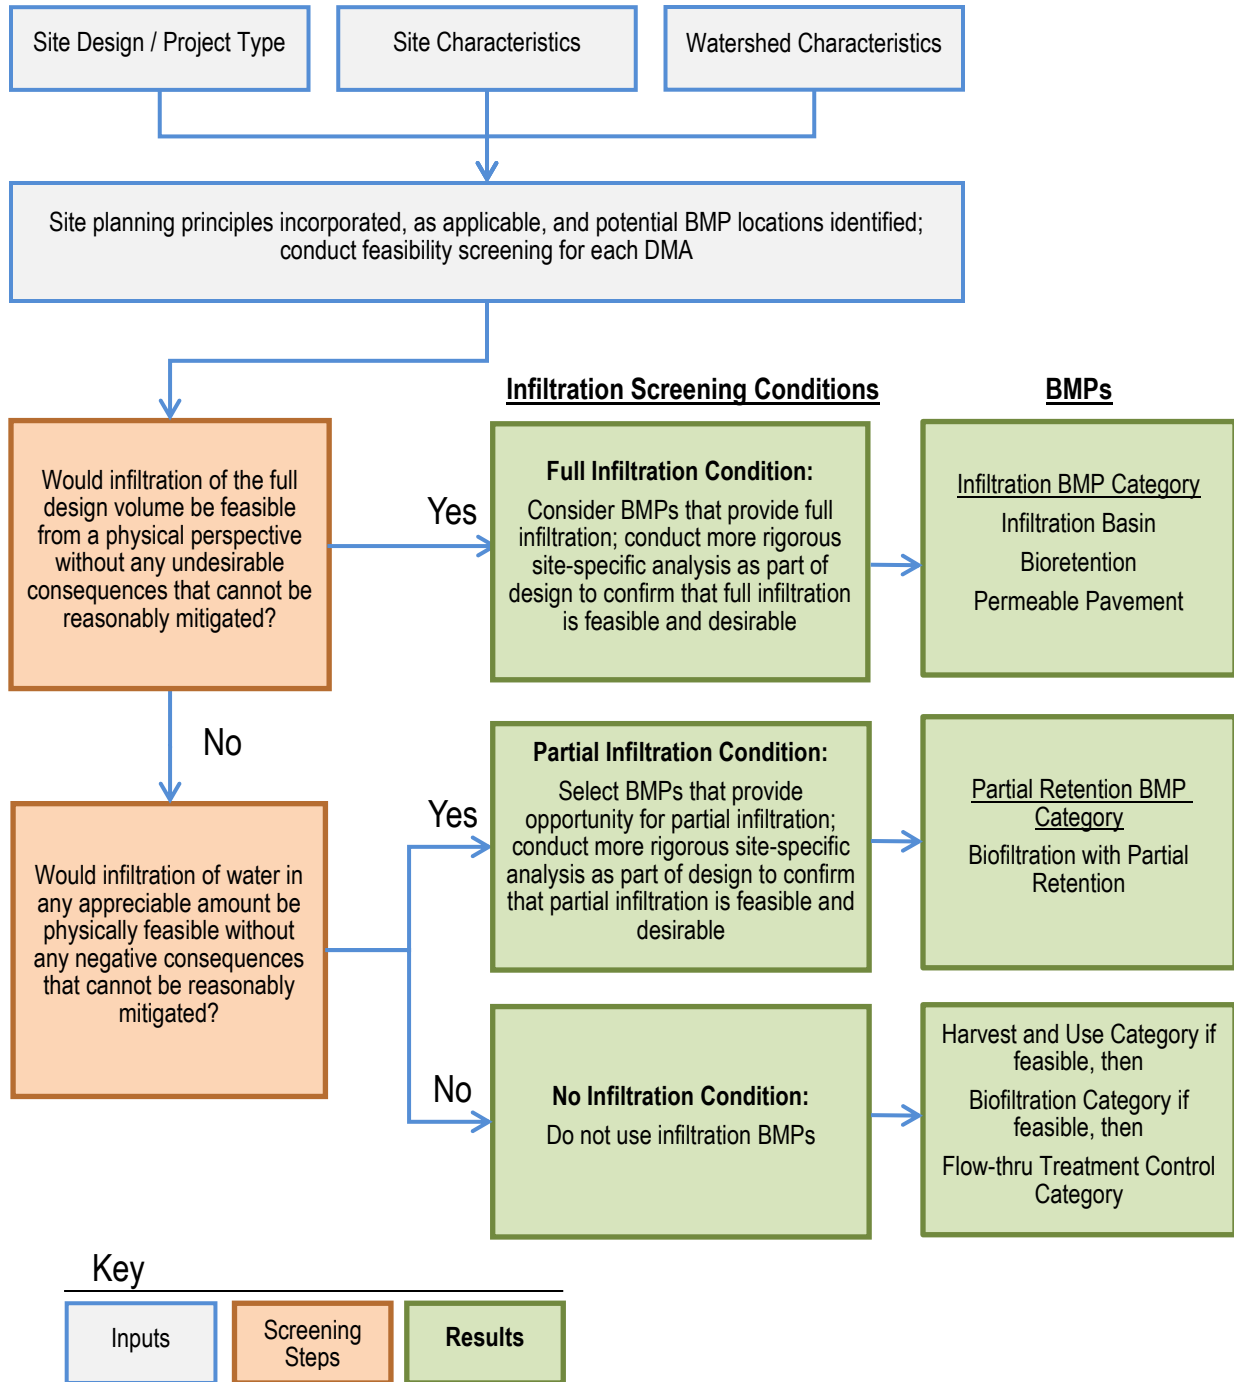 Site Design / Project Type
Site Characteristics
Watershed Characteristics
Site planning principles incorporated, as applicable, and potential BMP locations identified;
conduct feasibility screening for each DMA
Infiltration Screening Conditions
BMPs
Would infiltration of the full
design volume be feasible
from a physical perspective
without any undesirable
consequences that cannot be
reasonably mitigated?
Yes
Full Infiltration Condition:
Consider BMPs that provide full
infiltration; conduct more rigorous
site-specific analysis as part of
design to confirm that full infiltration
is feasible and desirable
Infiltration BMP Category
Infiltration Basin
Bioretention
Permeable Pavement
No
Would infiltration of water in
any appreciable amount be
physically feasible without
any negative consequences
that cannot be reasonably
mitigated?
Yes
Partial Infiltration Condition:
Select BMPs that provide
opportunity for partial infiltration;
conduct more rigorous site-specific
analysis as part of design to confirm
that partial infiltration is feasible and
desirable
Partial Retention BMP
Category
Biofiltration with Partial
Retention
No
No Infiltration Condition:
Do not use infiltration BMPs
Harvest and Use Category if
feasible, then
Biofiltration Category if
feasible, then
Flow-thru Treatment Control
Category
Key
Inputs
Screening
Steps
Results